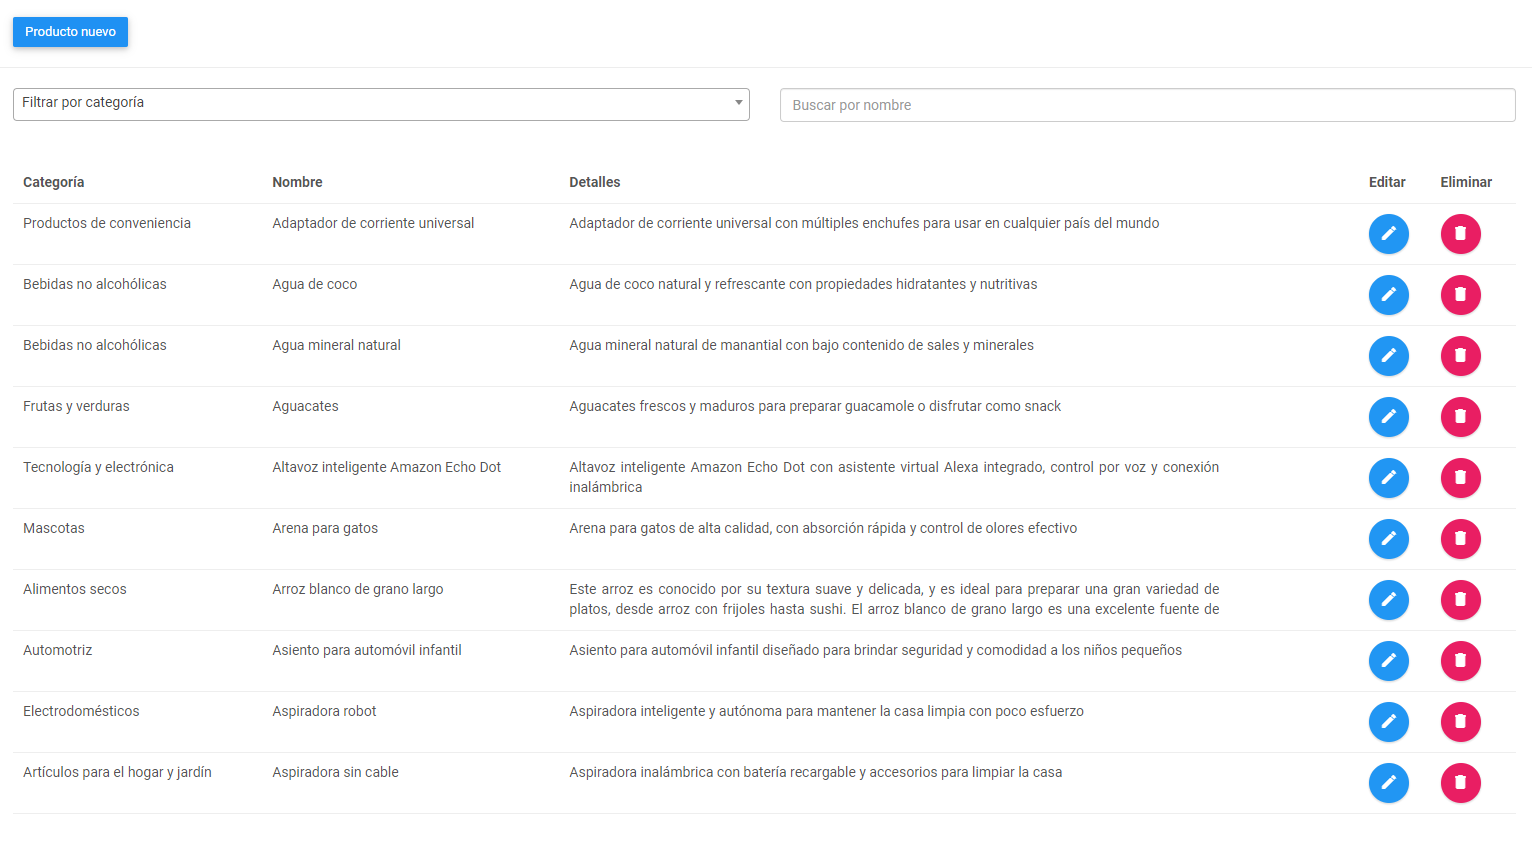 Producto nuevo
Filtrar por categoría
Buscar por nombre
Categoría Nombre Detalles Editar Eliminar
Productos de conveniencia Adaptador de corriente universal Adaptador de corriente universal con múltiples enchufes para usar en cualquier país del mundo
Bebidas no alcohólicas Agua de coco Agua de coco natural y refrescante con propiedades hidratantes y nutritivas
Bebidas no alcohólicas Agua mineral natural Agua mineral natural de manantial con bajo contenido de sales y minerales
Frutas y verduras Aguacates Aguacates frescos y maduros para preparar guacamole o disfrutar como snack
Tecnología y electrónica Altavoz inteligente Amazon Echo Dot Altavoz inteligente Amazon Echo Dot con asistente virtual Alexa integrado, control por voz y conexión
inalámbrica
Mascotas Arena para gatos Arena para gatos de alta calidad, con absorción rápida y control de olores efectivo
Alimentos secos Arroz blanco de grano largo Este arroz es conocido por su textura suave y delicada, y es ideal para preparar una gran variedad de
platos, desde arroz con frijoles hasta sushi. El arroz blanco de grano largo es una excelente fuente de
Automotriz Asiento para automóvil infantil Asiento para automóvil infantil diseñado para brindar seguridad y comodidad a los niños pequeños
Electrodomésticos Aspiradora robot Aspiradora inteligente y autónoma para mantener la casa limpia con poco esfuerzo
Artículos para el hogar y jardín Aspiradora sin cable Aspiradora inalámbrica con batería recargable y accesorios para limpiar la casa